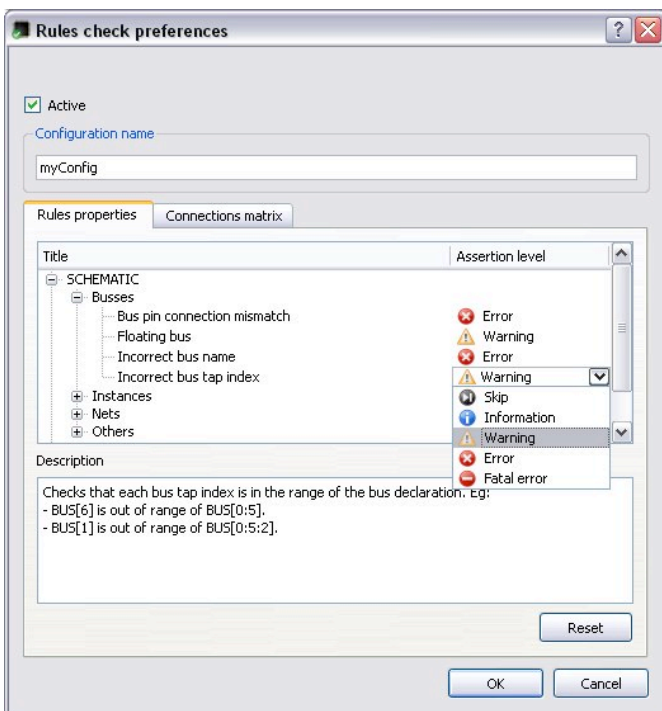 Rules check preferences
Active
Configuration name
myConfig
Rules properties Connections matrix
Title Assertion level
SCHEMATIC
Busses
Bus pin connection mismatch Error
Floating bus Warning
Incorrect bus name Error
Incorrect bus tap index Warning
Instances Skip
Nets Information
Others Warning
Description Error
Fatal error
Checks that each bus tap index is in the range of the bus declaration. Eg:
- BUS[6] is out of range of BUS[0:5].
- BUS[1] is out of range of BUS[0:5:2].
Reset
OK Cancel